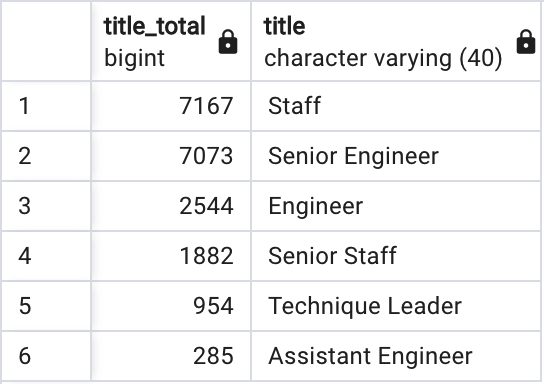 title_total title
bigint character varying (40)
1 7167 Staff
2 7073 Senior Engineer
3 2544 Engineer
4 1882 Senior Staff
5 954 Technique Leader
6 285 Assistant Engineer